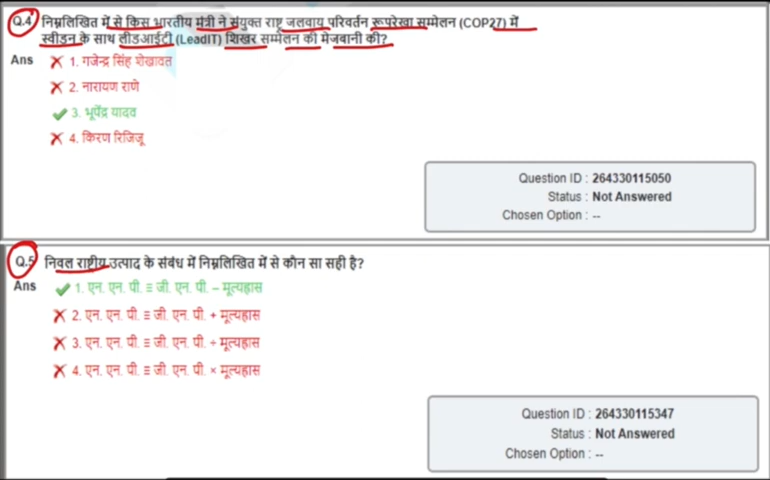 Q.4 निम्नलिखित में से किस भारतीय मंत्री ने संयुक्त राष्ट्र जलवायु परिवर्तन रूपरेखा सम्मेलन (COP27) में
स्वीडन के साथ लीडआईटी (LeadIT) शिखर सम्मेलन की मेजबानी की?
Ans 1. गजेन्द्र सिंह शेखावत
2. नारायण राणे
3. भूपेंद्र यादव
4. किरण रिजिजू
Question ID : 264330115050
Status : Not Answered
Chosen Option : --
Q.5 निवल राष्ट्रीय उत्पाद के संबंध में निम्नलिखित में से कौन सा सही है?
Ans 1. एन. एन. पी. ≡ जी. एन. पी. − मूल्यह्रास
2. एन. एन. पी. ≡ जी. एन. पी. + मूल्यह्रास
3. एन. एन. पी. ≡ जी. एन. पी. ÷ मूल्यह्रास
4. एन. एन. पी. ≡ जी. एन. पी. × मूल्यह्रास
Question ID : 264330115347
Status : Not Answered
Chosen Option : --